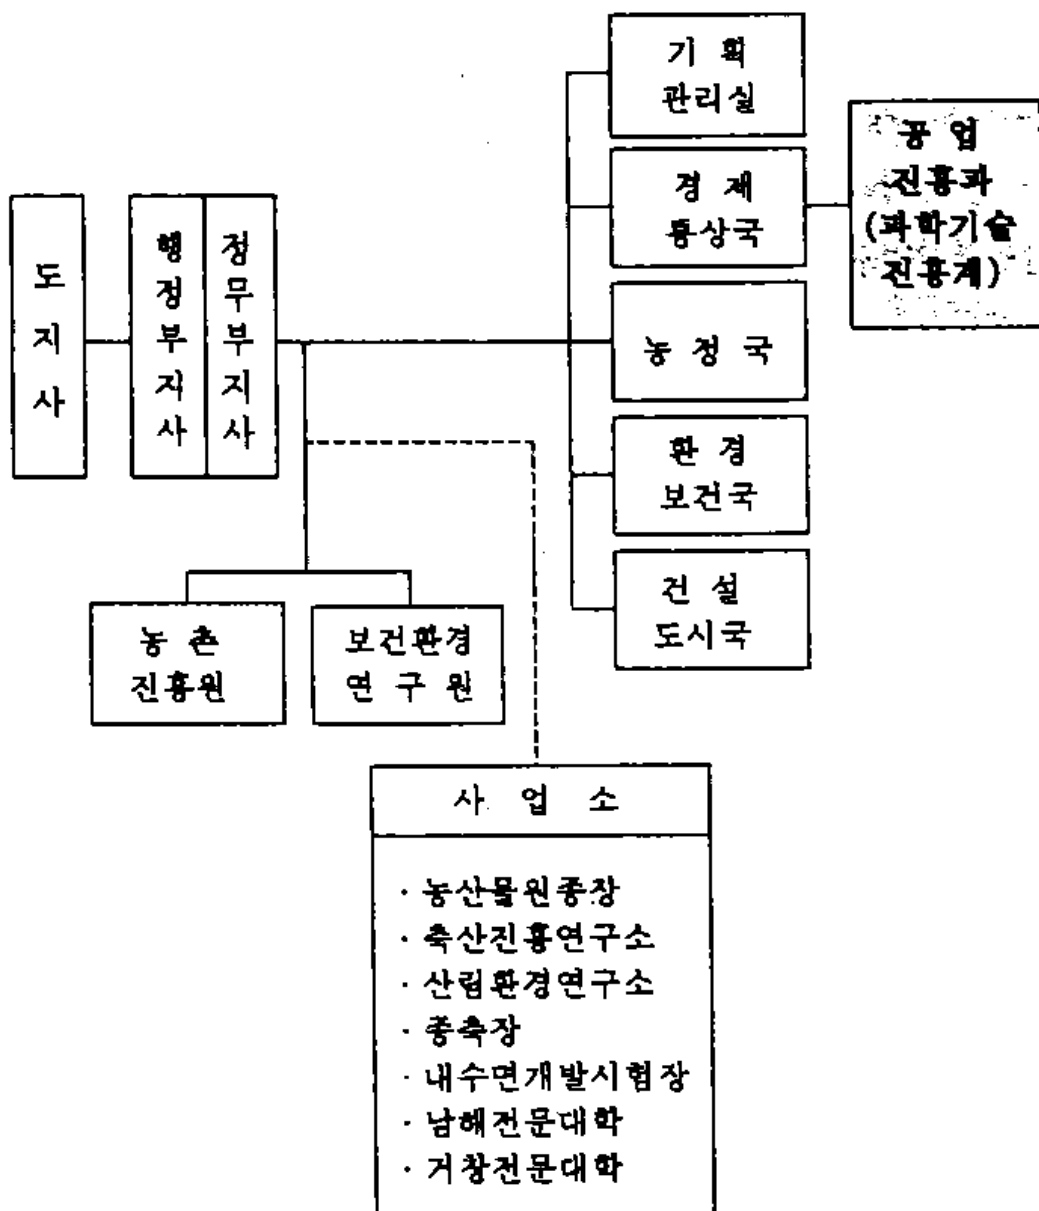 기 획
관리실
공 업
진흥과
(과학기술
진흥계)
경 제
통상국
도지사
행정부지사
정무부지사
농 정 국
환 경
보건국
건 설
도시국
농 촌
진흥원
보건환경
연 구 원
사 업 소
· 농산물원종장
· 축산진흥연구소
· 산림환경연구소
· 종축장
· 내수면개발시험장
· 남해전문대학
· 거창전문대학